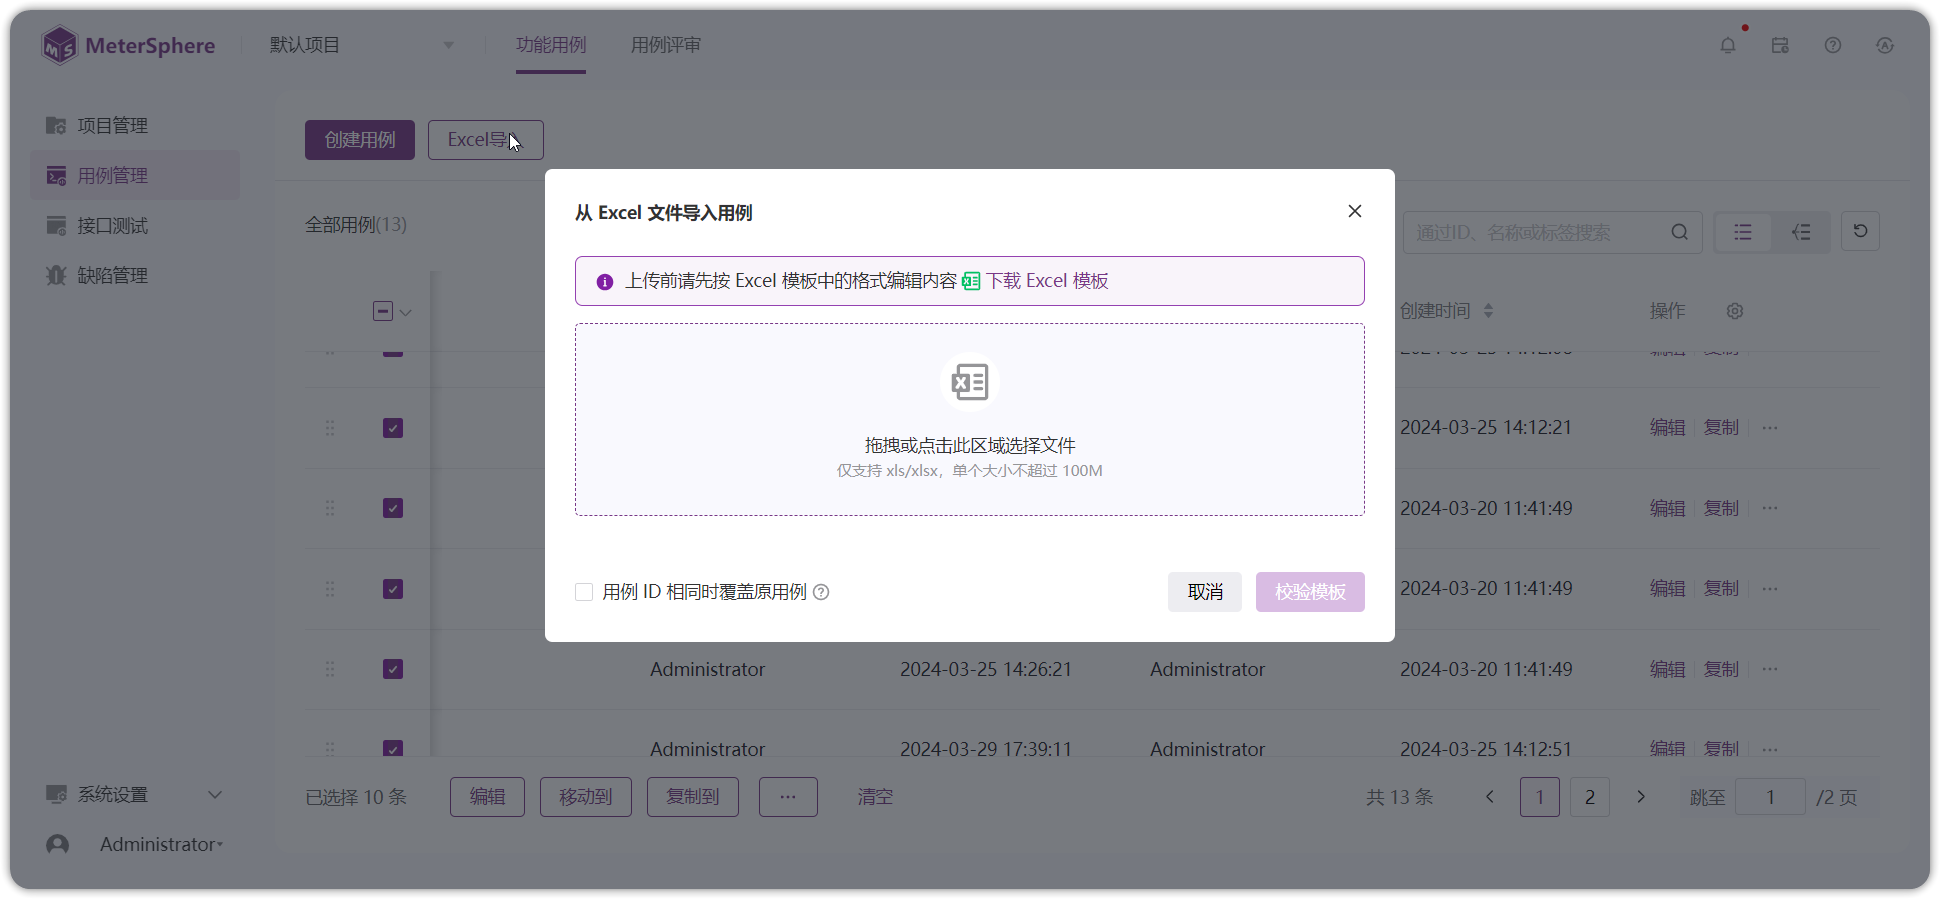 MeterSphere
默认项目
功能用例
用例评审
项目管理
用例管理
接口测试
缺陷管理
创建用例
Excel导
全部用例(13)
通过ID、名称或标签搜索
创建时间
操作
从 Excel 文件导入用例
上传前请先按 Excel 模板中的格式编辑内容 下载 Excel 模板
拖拽或点击此区域选择文件
仅支持 xls/xlsx，单个大小不超过 100M
用例 ID 相同时覆盖原用例
取消
校验模板
2024-03-25 14:12:21 编辑 复制 ···
2024-03-20 11:41:49 编辑 复制 ···
2024-03-20 11:41:49 编辑 复制 ···
Administrator 2024-03-25 14:26:21 Administrator 2024-03-20 11:41:49 编辑 复制 ···
Administrator 2024-03-29 17:39:11 Administrator 2024-03-25 14:12:51 编辑 复制 ···
已选择 10 条 编辑 移动到 复制到 ··· 清空 共 13 条 1 2 跳至 1 /2 页
系统设置
Administrator